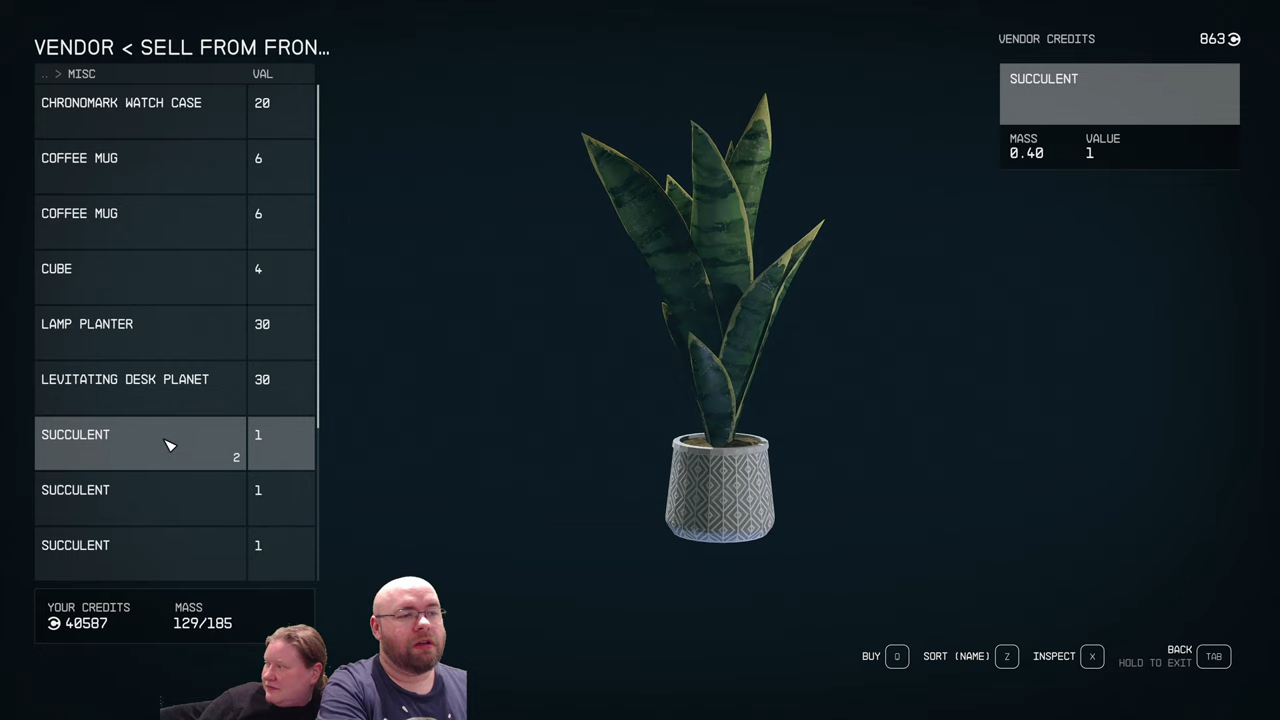 VENDOR < SELL FROM FRON...
.. > MISC VAL
CHRONOMARK WATCH CASE 20
COFFEE MUG 6
COFFEE MUG 6
CUBE 4
LAMP PLANTER 30
LEVITATING DESK PLANET 30
SUCCULENT 1
2
SUCCULENT 1
SUCCULENT 1
YOUR CREDITS MASS
40587 129/185
VENDOR CREDITS 863
SUCCULENT
MASS VALUE
0.40 1
BUY Q SORT (NAME) Z INSPECT X BACK TAB
HOLD TO EXIT